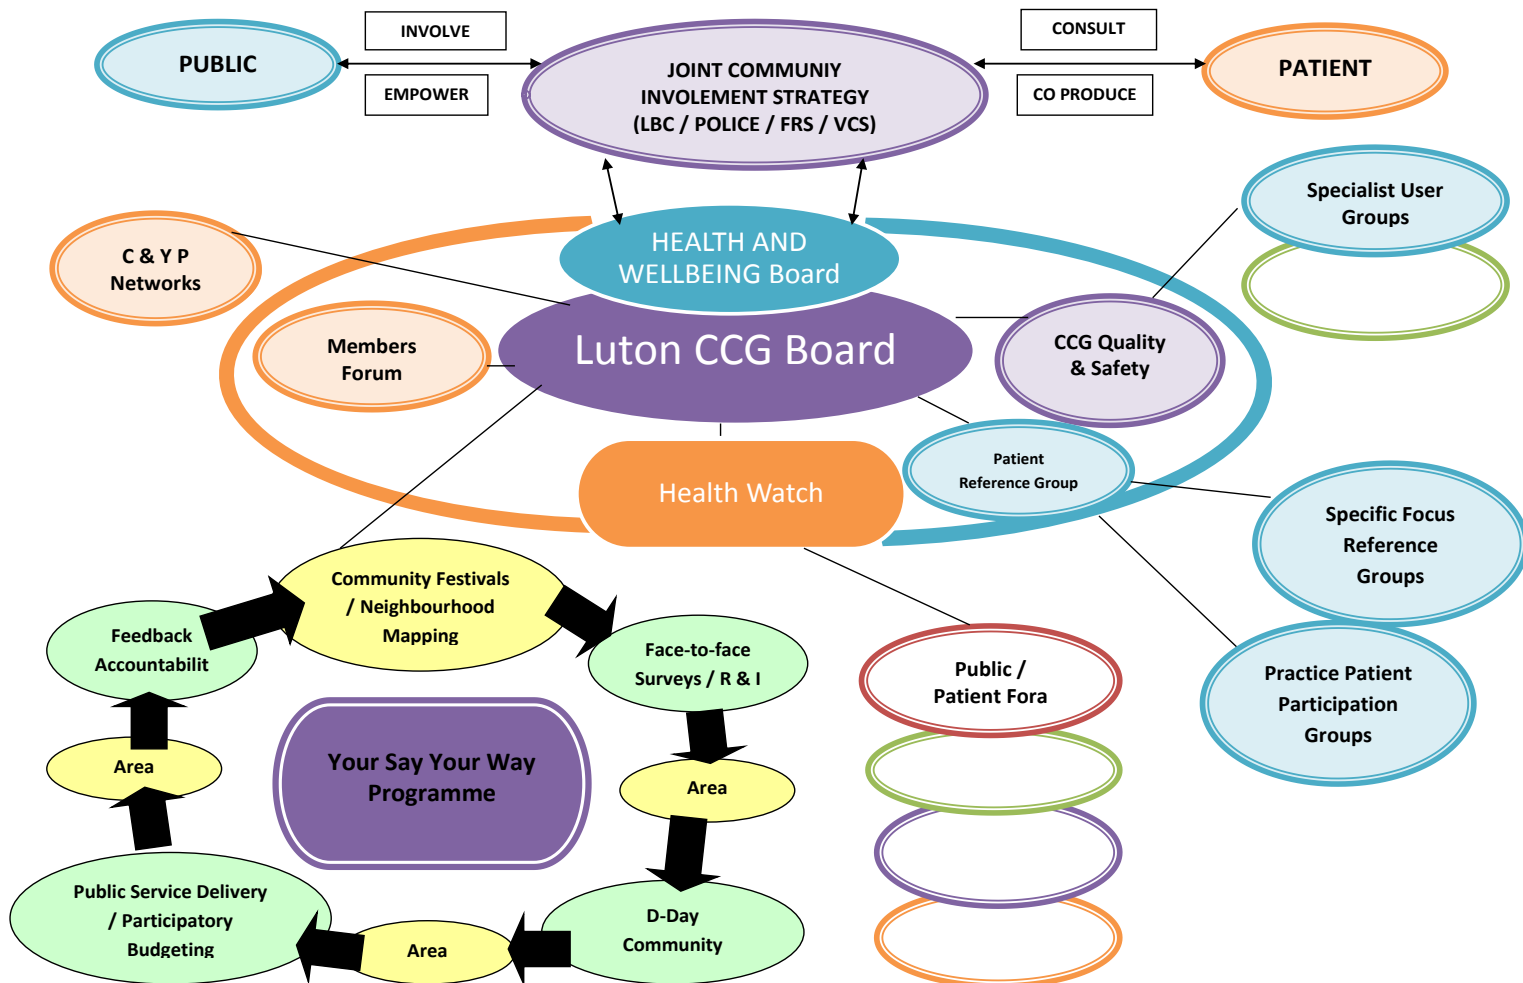 PUBLIC
INVOLVE
EMPOWER
JOINT COMMUNIY
INVOLEMENT STRATEGY
(LBC / POLICE / FRS / VCS)
CONSULT
CO PRODUCE
PATIENT
Specialist User
Groups
C & Y P
Networks
HEALTH AND
WELLBEING Board
Members
Forum
Luton CCG Board
CCG Quality
& Safety
Patient
Reference Group
Health Watch
Specific Focus
Reference
Groups
Community Festivals
/ Neighbourhood
Mapping
Feedback
Accountabilit
Face-to-face
Surveys / R & I
Public /
Patient Fora
Practice Patient
Participation
Groups
Your Say Your Way
Programme
Area
Area
Public Service Delivery
/ Participatory
Budgeting
Area
D-Day
Community